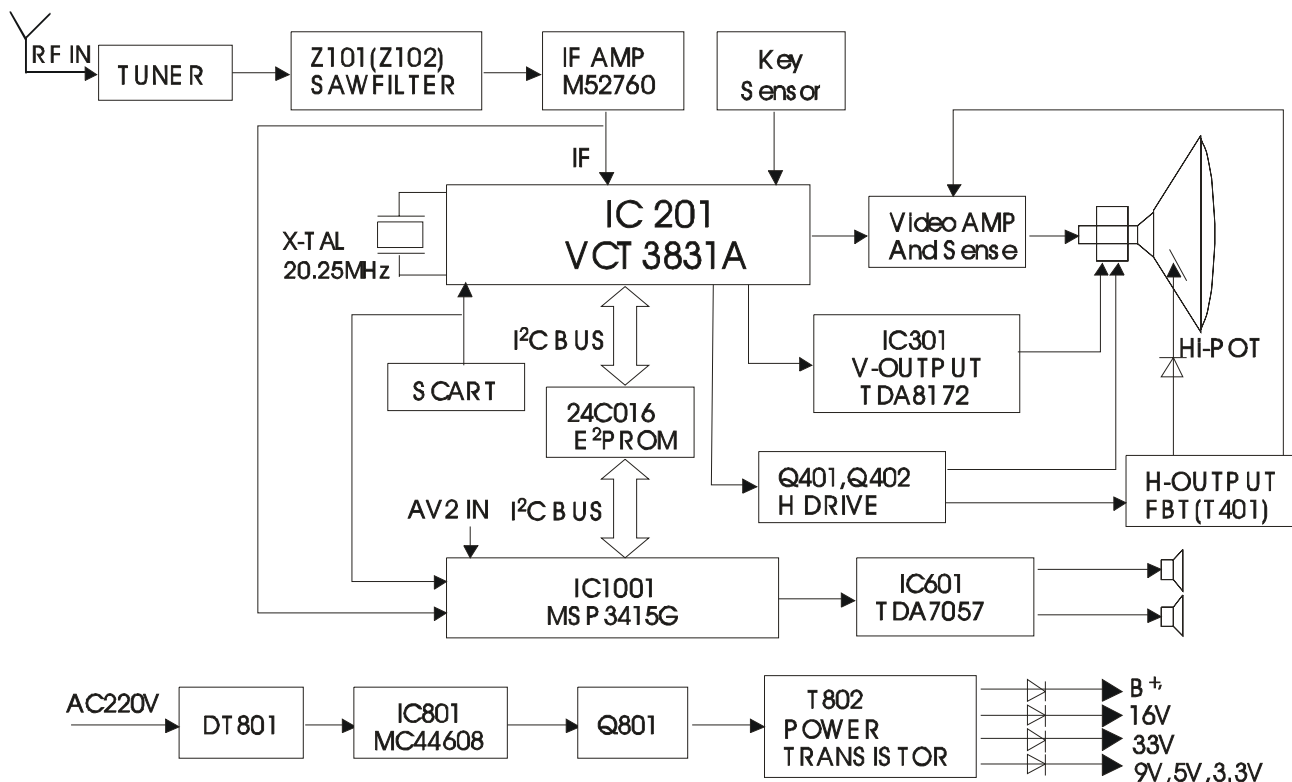 RF IN
TUNER
Z101(Z102)
SAWFILTER
IF AMP
M52760
Key
Sensor
IF
X-TAL
20.25MHz
IC 201
VCT 3831A
Video AMP
And Sense
Hi-POT
I²C BUS
SCART
IC301
V-OUTPUT
TDA8172
24C016
E²PROM
Q401,Q402
H DRIVE
H-OUTPUT
FBT(T401)
AV2 IN
I²C BUS
IC1001
MSP3415G
IC601
TDA7057
AC220V
DT801
IC801
MC44608
Q801
T802
POWER
TRANSISTOR
B+,
16V
33V
9V,5V,3.3V